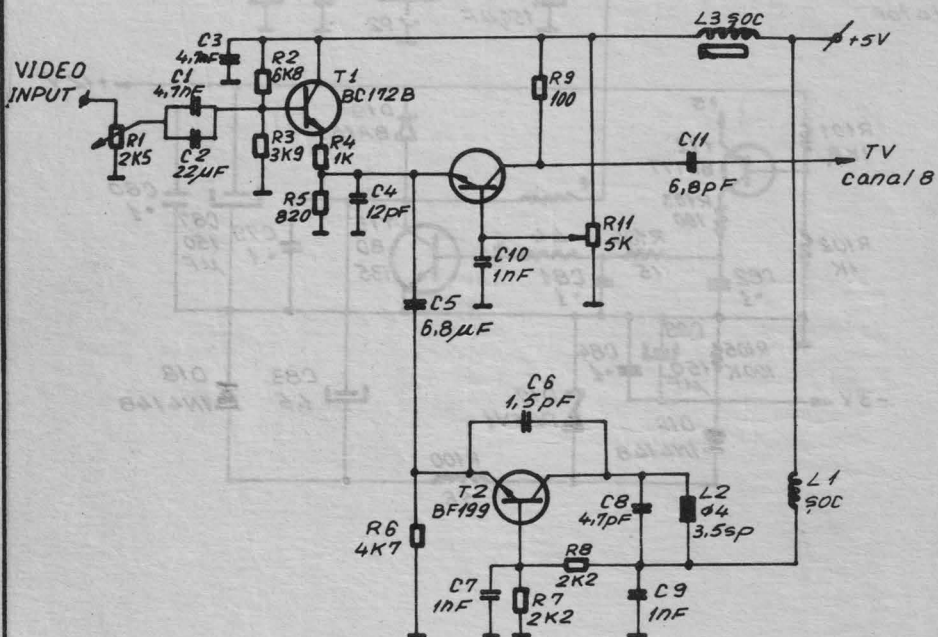 L3 ȘOC
+5V
C3
4,7nF
R2
6K8
T1
BC172B
VIDEO
INPUT
C1
4,7nF
R1
2K5
C2
22µF
R3
3K9
R4
1K
R5
820
C4
12pF
R9
100
C11
6,8pF
TV
canal 8
R11
5K
C10
1nF
C5
6,8µF
C6
1,5pF
T2
BF199
C8
4,7pF
L2
φ4
3,5sp
L1
ȘOC
R6
4K7
R8
2K2
C7
1nF
R7
2K2
C9
1nF